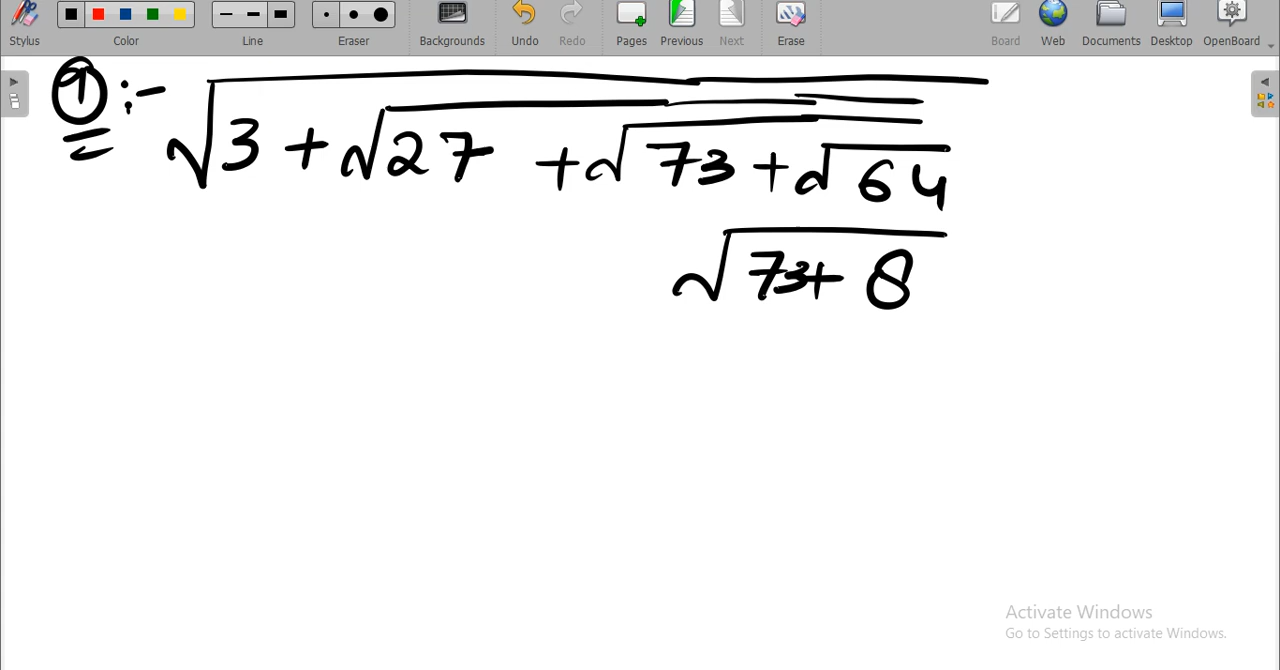 Stylus Color Line Eraser Backgrounds Undo Redo Pages Previous Next Erase Board Web Documents Desktop OpenBoard
① :- √3 + √27 + √73 + √64
√73 + 8
Activate Windows
Go to Settings to activate Windows.